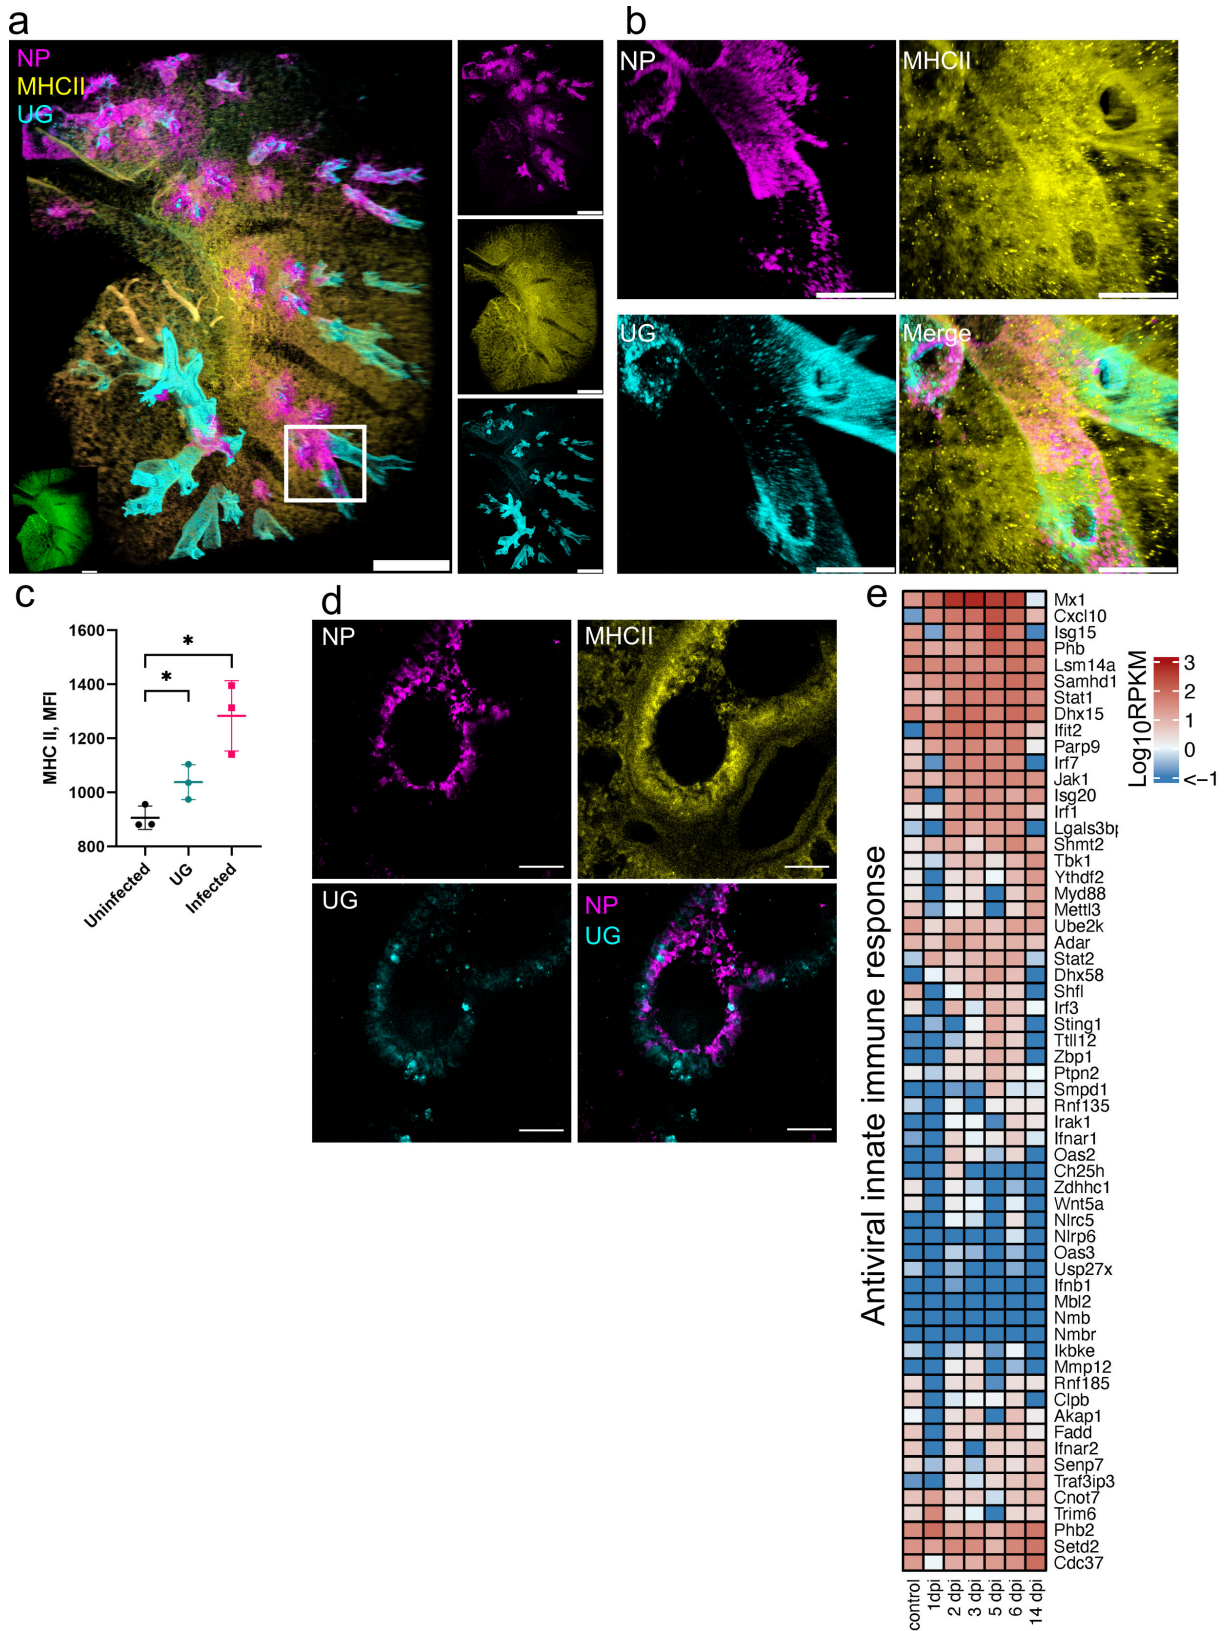 a
NP
MHCII
UG
b
NP
MHCII
UG
Merge
c
1600
1400
1200
1000
800
MHC II, MFI
*
*
Uninfected
UG
Infected
d
NP
MHCII
UG
NP
UG
e
Antiviral innate immune response
Mx1
Cxcl10
Isg15
Phb
Lsm14a
Samhd1
Stat1
Dhx15
Ifit2
Parp9
Irf7
Jak1
Isg20
Irf1
Lgals3bp
Shmt2
Tbk1
Ythdf2
Myd88
Mettl3
Ube2k
Adar
Stat2
Dhx58
Shfl
Irf3
Sting1
Ttll12
Zbp1
Ptpn2
Smpd1
Rnf135
Irak1
Ifnar1
Oas2
Ch25h
Zdhhc1
Wnt5a
Nlrc5
Nlrp6
Oas3
Usp27x
Ifnb1
Mbl2
Nmb
Nmbr
Ikbke
Mmp12
Rnf185
Clpb
Akap1
Fadd
Ifnar2
Senp7
Traf3ip3
Cnot7
Trim6
Phb2
Setd2
Cdc37
control
1dpi
2 dpi
3 dpi
5 dpi
6 dpi
14 dpi
Log10RPKM
3
2
1
0
<-1